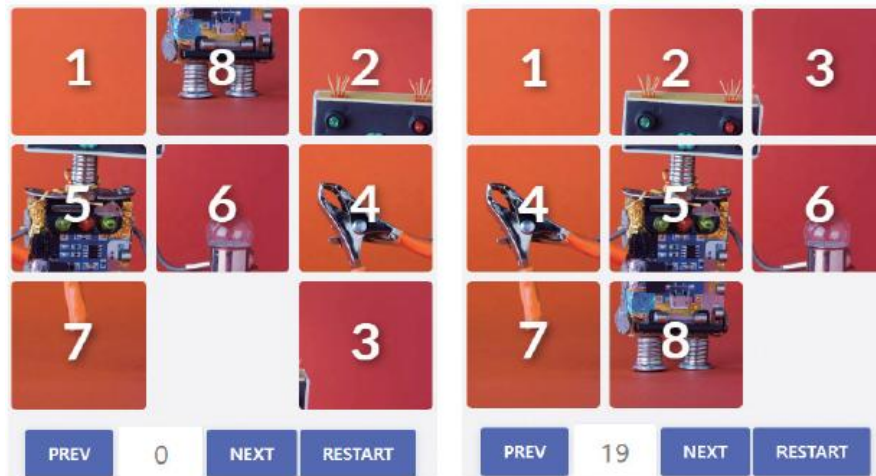 1 8 2
5 6 4
7 3
PREV 0 NEXT RESTART
1 2 3
4 5 6
7 8
PREV 19 NEXT RESTART